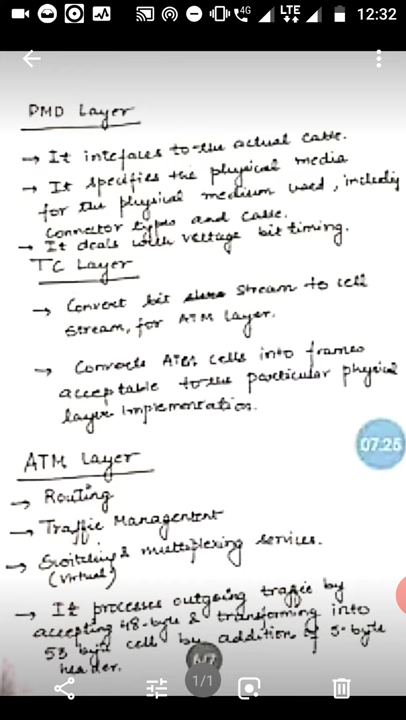 4G LTE 12:32
PMD Layer
→ It intefaces to the actual cable.
→ It specifies the physical media
for the physical medium used, including
connector types and cable.
→ It deals with voltage bit timing.
TC Layer
→ Convert bit stream to cell
stream, for ATM layer.
→ Converts ATM cells into frames
acceptable to the particular physical
layer implementation.
07:25
ATM Layer
→ Routing
→ Traffic Management
→ Switching & multiplexing services.
(virtual)
→ It processes outgoing traffic by
accepting 48-byte & transforming into
53 byte cell by addition of 5-byte
header.
1/1